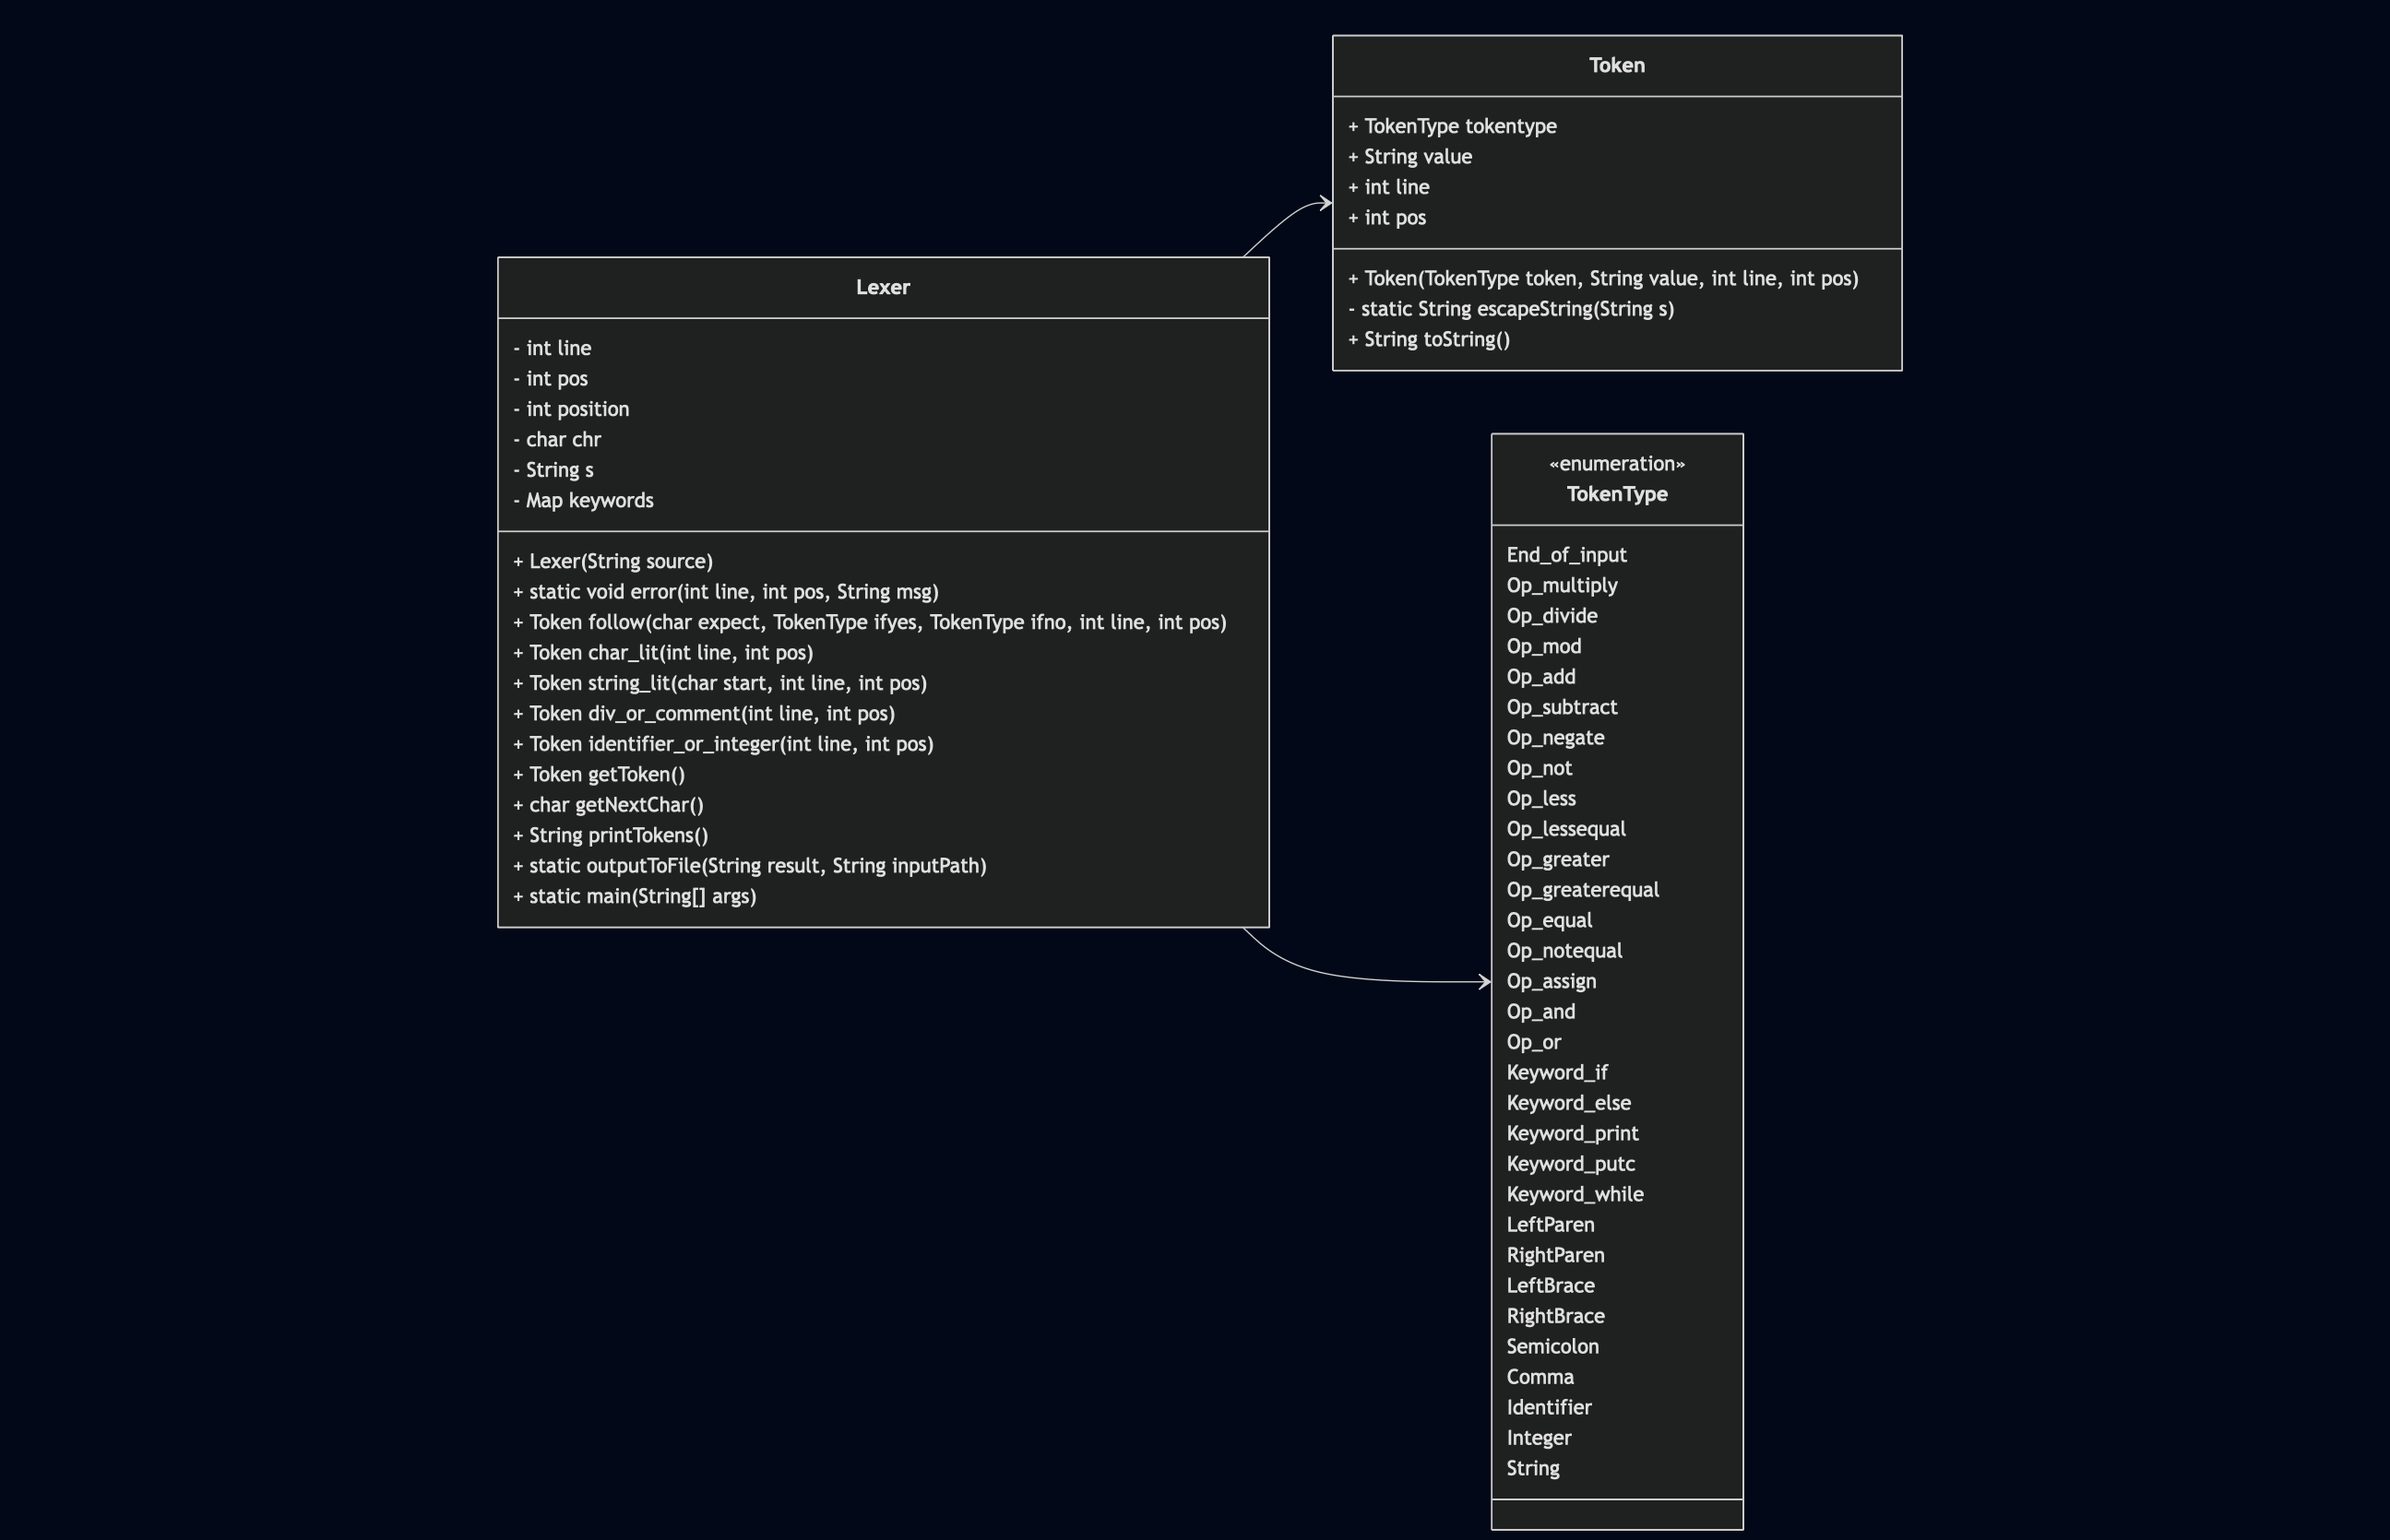 Token
+ TokenType tokentype
+ String value
+ int line
+ int pos
+ Token(TokenType token, String value, int line, int pos)
- static String escapeString(String s)
+ String toString()
Lexer
- int line
- int pos
- int position
- char chr
- String s
- Map keywords
+ Lexer(String source)
+ static void error(int line, int pos, String msg)
+ Token follow(char expect, TokenType ifyes, TokenType ifno, int line, int pos)
+ Token char_lit(int line, int pos)
+ Token string_lit(char start, int line, int pos)
+ Token div_or_comment(int line, int pos)
+ Token identifier_or_integer(int line, int pos)
+ Token getToken()
+ char getNextChar()
+ String printTokens()
+ static outputToFile(String result, String inputPath)
+ static main(String[] args)
«enumeration»
TokenType
End_of_input
Op_multiply
Op_divide
Op_mod
Op_add
Op_subtract
Op_negate
Op_not
Op_less
Op_lessequal
Op_greater
Op_greaterequal
Op_equal
Op_notequal
Op_assign
Op_and
Op_or
Keyword_if
Keyword_else
Keyword_print
Keyword_putc
Keyword_while
LeftParen
RightParen
LeftBrace
RightBrace
Semicolon
Comma
Identifier
Integer
String